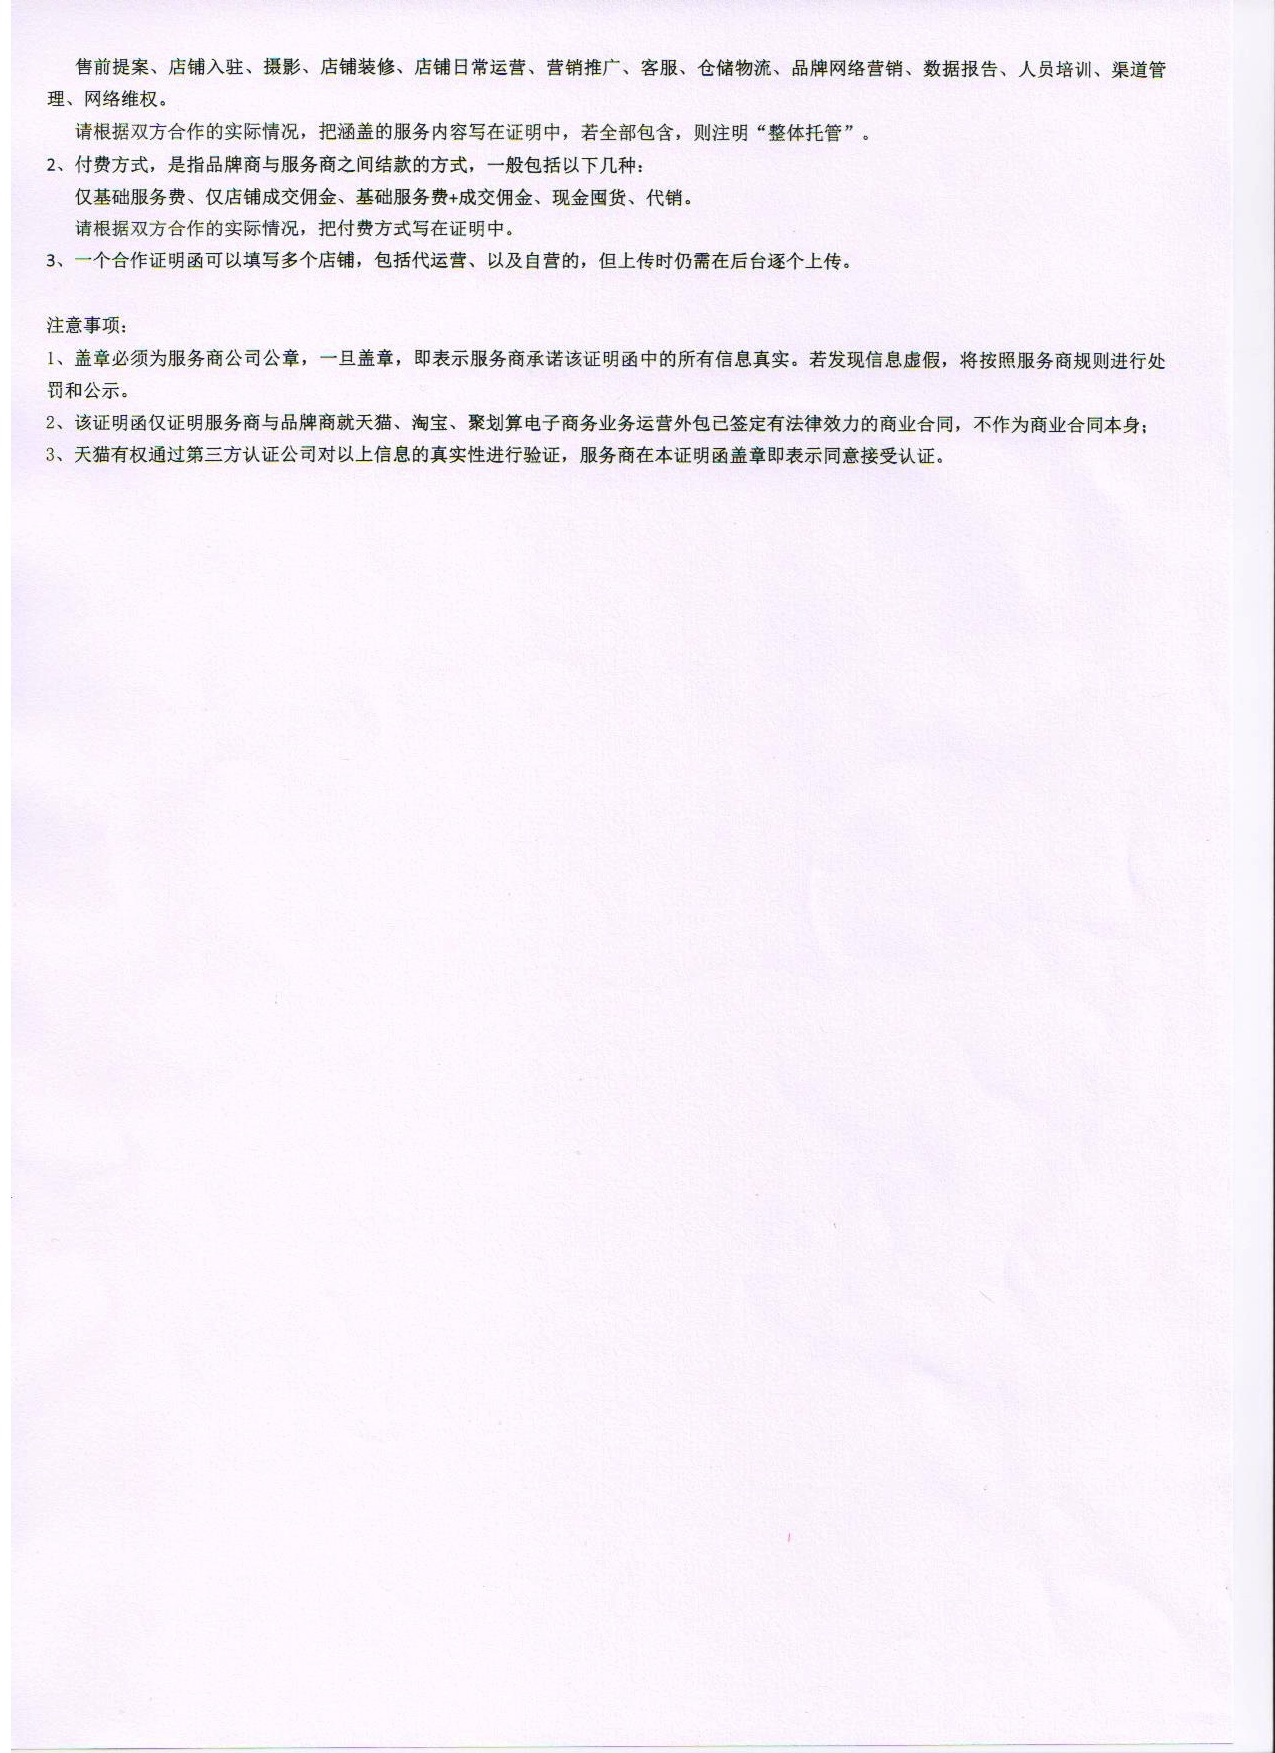 售前提案、店铺入驻、摄影、店铺装修、店铺日常运营、营销推广、客服、仓储物流、品牌网络营销、数据报告、人员培训、渠道管
理、网络维权。
请根据双方合作的实际情况，把涵盖的服务内容写在证明中，若全部包含，则注明“整体托管”。
2、付费方式，是指品牌商与服务商之间结款的方式，一般包括以下几种：
仅基础服务费、仅店铺成交佣金、基础服务费+成交佣金、现金囤货、代销。
请根据双方合作的实际情况，把付费方式写在证明中。
3、一个合作证明函可以填写多个店铺，包括代运营、以及自营的，但上传时仍需在后台逐个上传。
注意事项：
1、盖章必须为服务商公司公章，一旦盖章，即表示服务商承诺该证明函中的所有信息真实。若发现信息虚假，将按照服务商规则进行处
罚和公示。
2、该证明函仅证明服务商与品牌商就天猫、淘宝、聚划算电子商务业务运营外包已签定有法律效力的商业合同，不作为商业合同本身；
3、天猫有权通过第三方认证公司对以上信息的真实性进行验证，服务商在本证明函盖章即表示同意接受认证。